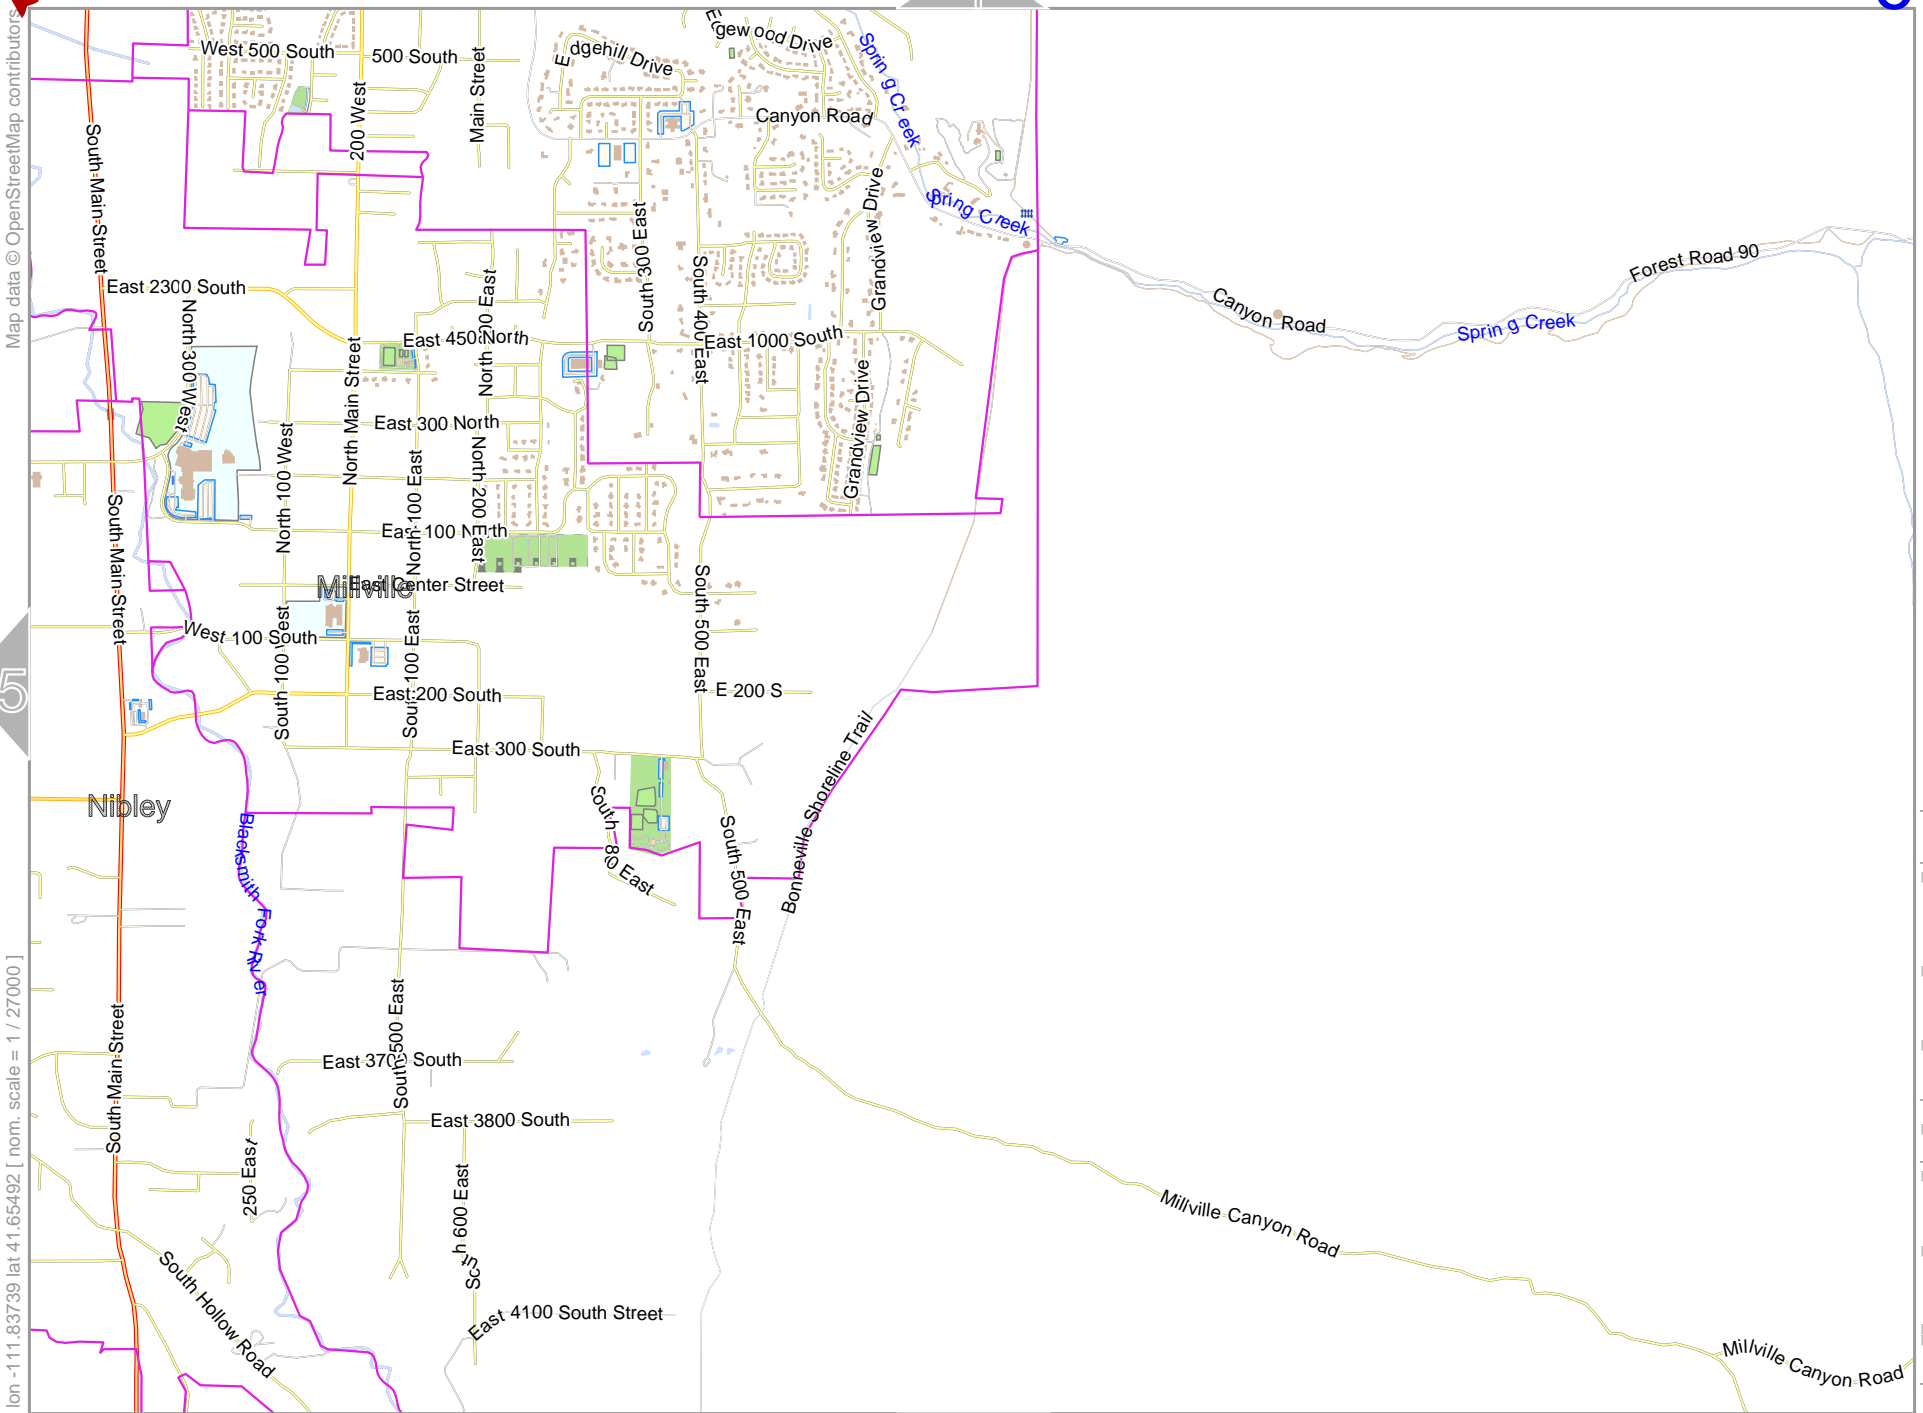 Map data © OpenStreetMap contributors
lon -111.83739 lat 41.65492 [ nom. scale = 1 / 27000 ]
5
West 500 South
500 South
Main Street
200 West
Edgehill Drive
Edgewood Drive
Spring Creek
Canyon Road
South Main Street
Spring Creek
Grandview Drive
South 300 East
South 400 East
East 2300 South
North 300 West
North 200 East
East 450 North
East 1000 South
Canyon Road
Forest Road 90
Spring Creek
North Main Street
Grandview Drive
East 300 North
North 100 West
North 100 East
North 200 East
South Main Street
East 100 North
Millville
East Center Street
South 500 East
West 100 South
South 100 West
South 100 East
East 200 South
E 200 S
East 300 South
Bonneville Shoreline Trail
Nibley
South 80 East
South 500 East
Blacksmith Fork River
South 500 East
South Main Street
East 3700 South
East 3800 South
250 East
South 600 East
South Hollow Road
East 4100 South Street
Millville Canyon Road
Millville Canyon Road